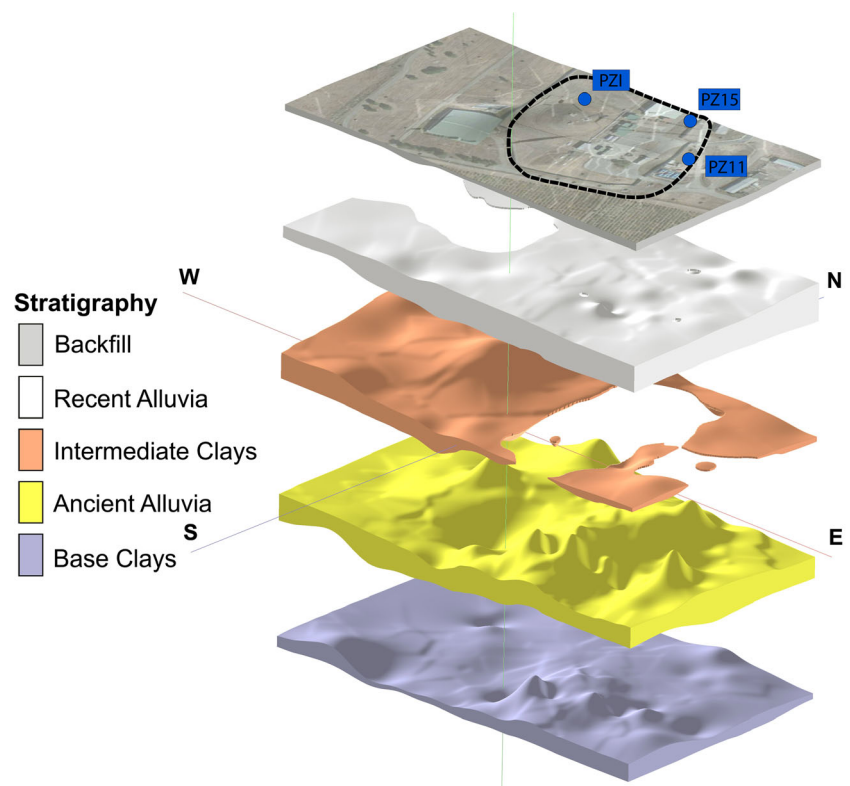 PZI
PZ15
PZ11
W
N
Stratigraphy
Backfill
Recent Alluvia
Intermediate Clays
Ancient Alluvia
S
E
Base Clays